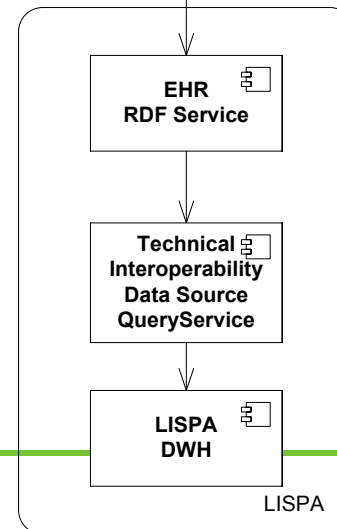 EHR
RDF Service
Technical
Interoperability
Data Source
QueryService
LISPA
DWH
LISPA